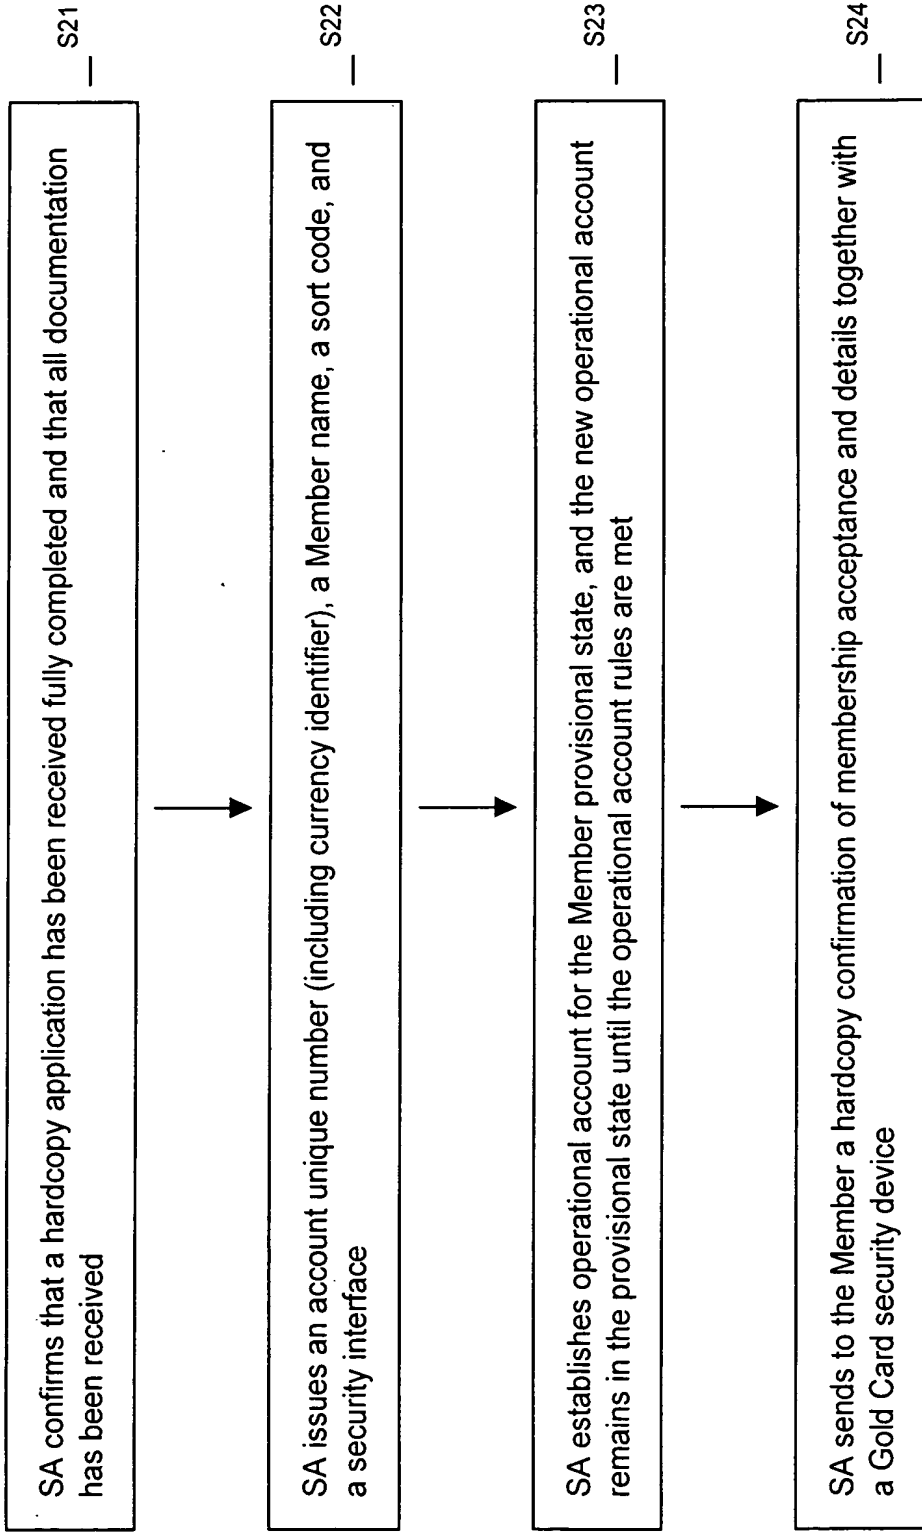 SA confirms that a hardcopy application has been received fully completed and that all documentation
has been received
S21
SA issues an account unique number (including currency identifier), a Member name, a sort code, and
a security interface
S22
SA establishes operational account for the Member provisional state, and the new operational account
remains in the provisional state until the operational account rules are met
S23
SA sends to the Member a hardcopy confirmation of membership acceptance and details together with
a Gold Card security device
S24